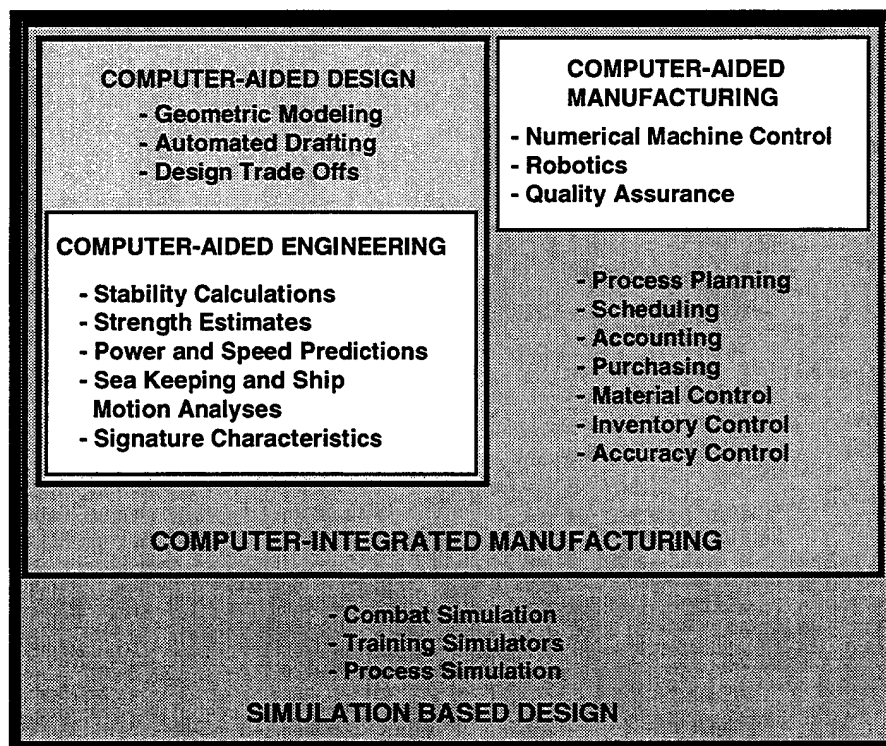 COMPUTER-AIDED DESIGN
- Geometric Modeling
- Automated Drafting
- Design Trade Offs
COMPUTER-AIDED ENGINEERING
- Stability Calculations
- Strength Estimates
- Power and Speed Predictions
- Sea Keeping and Ship
Motion Analyses
- Signature Characteristics
COMPUTER-AIDED
MANUFACTURING
- Numerical Machine Control
- Robotics
- Quality Assurance
- Process Planning
- Scheduling
- Accounting
- Purchasing
- Material Control
- Inventory Control
- Accuracy Control
COMPUTER-INTEGRATED MANUFACTURING
- Combat Simulation
- Training Simulators
- Process Simulation
SIMULATION BASED DESIGN